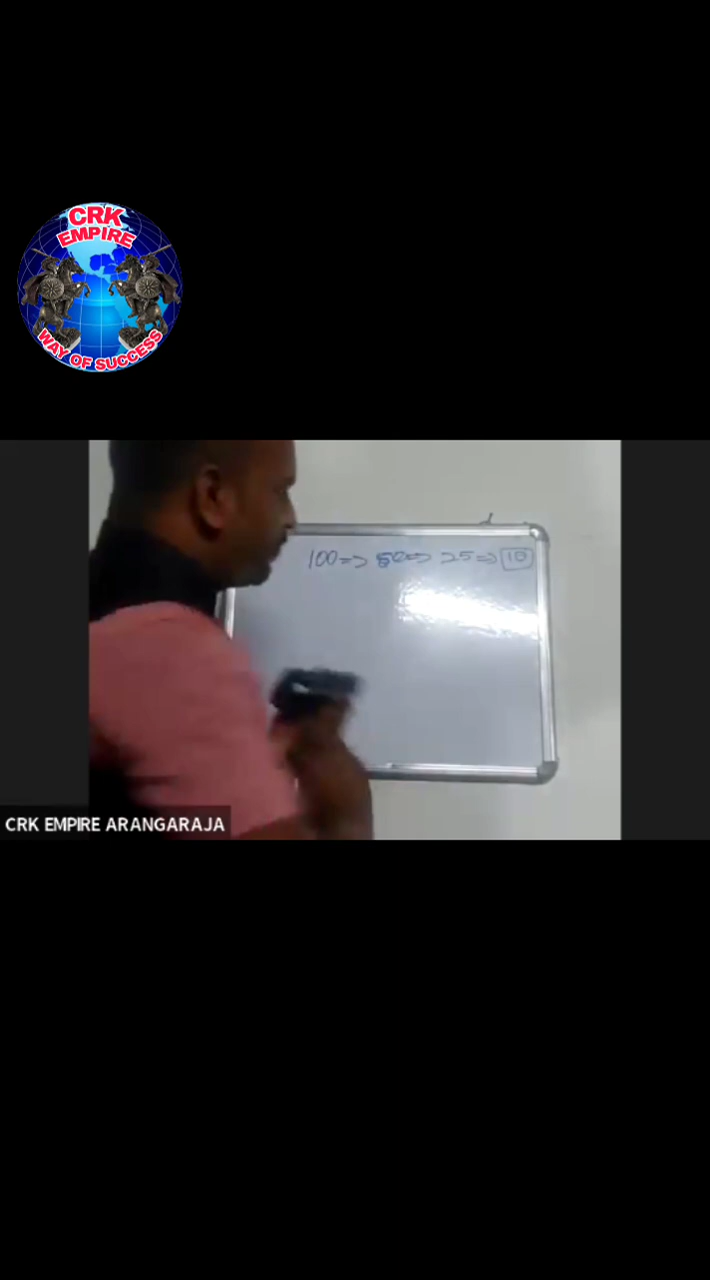 CRK
EMPIRE
WAY OF SUCCESS
100 => 50 => 25 => 10
CRK EMPIRE ARANGARAJA